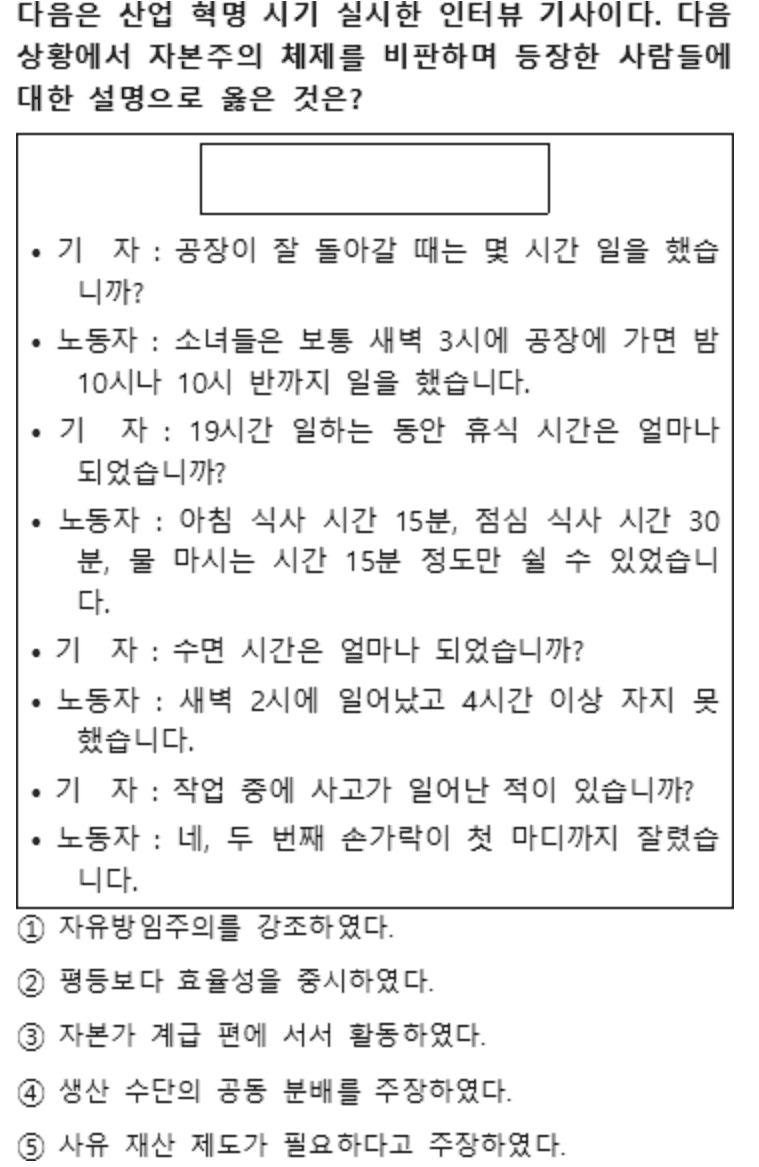 다음은 산업 혁명 시기 실시한 인터뷰 기사이다. 다음
상황에서 자본주의 체제를 비판하며 등장한 사람들에
대한 설명으로 옳은 것은?
• 기 자 : 공장이 잘 돌아갈 때는 몇 시간 일을 했습
니까?
• 노동자 : 소녀들은 보통 새벽 3시에 공장에 가면 밤
10시나 10시 반까지 일을 했습니다.
• 기 자 : 19시간 일하는 동안 휴식 시간은 얼마나
되었습니까?
• 노동자 : 아침 식사 시간 15분, 점심 식사 시간 30
분, 물 마시는 시간 15분 정도만 쉴 수 있었습니
다.
• 기 자 : 수면 시간은 얼마나 되었습니까?
• 노동자 : 새벽 2시에 일어났고 4시간 이상 자지 못
했습니다.
• 기 자 : 작업 중에 사고가 일어난 적이 있습니까?
• 노동자 : 네, 두 번째 손가락이 첫 마디까지 잘렸습
니다.
① 자유방임주의를 강조하였다.
② 평등보다 효율성을 중시하였다.
③ 자본가 계급 편에 서서 활동하였다.
④ 생산 수단의 공동 분배를 주장하였다.
⑤ 사유 재산 제도가 필요하다고 주장하였다.